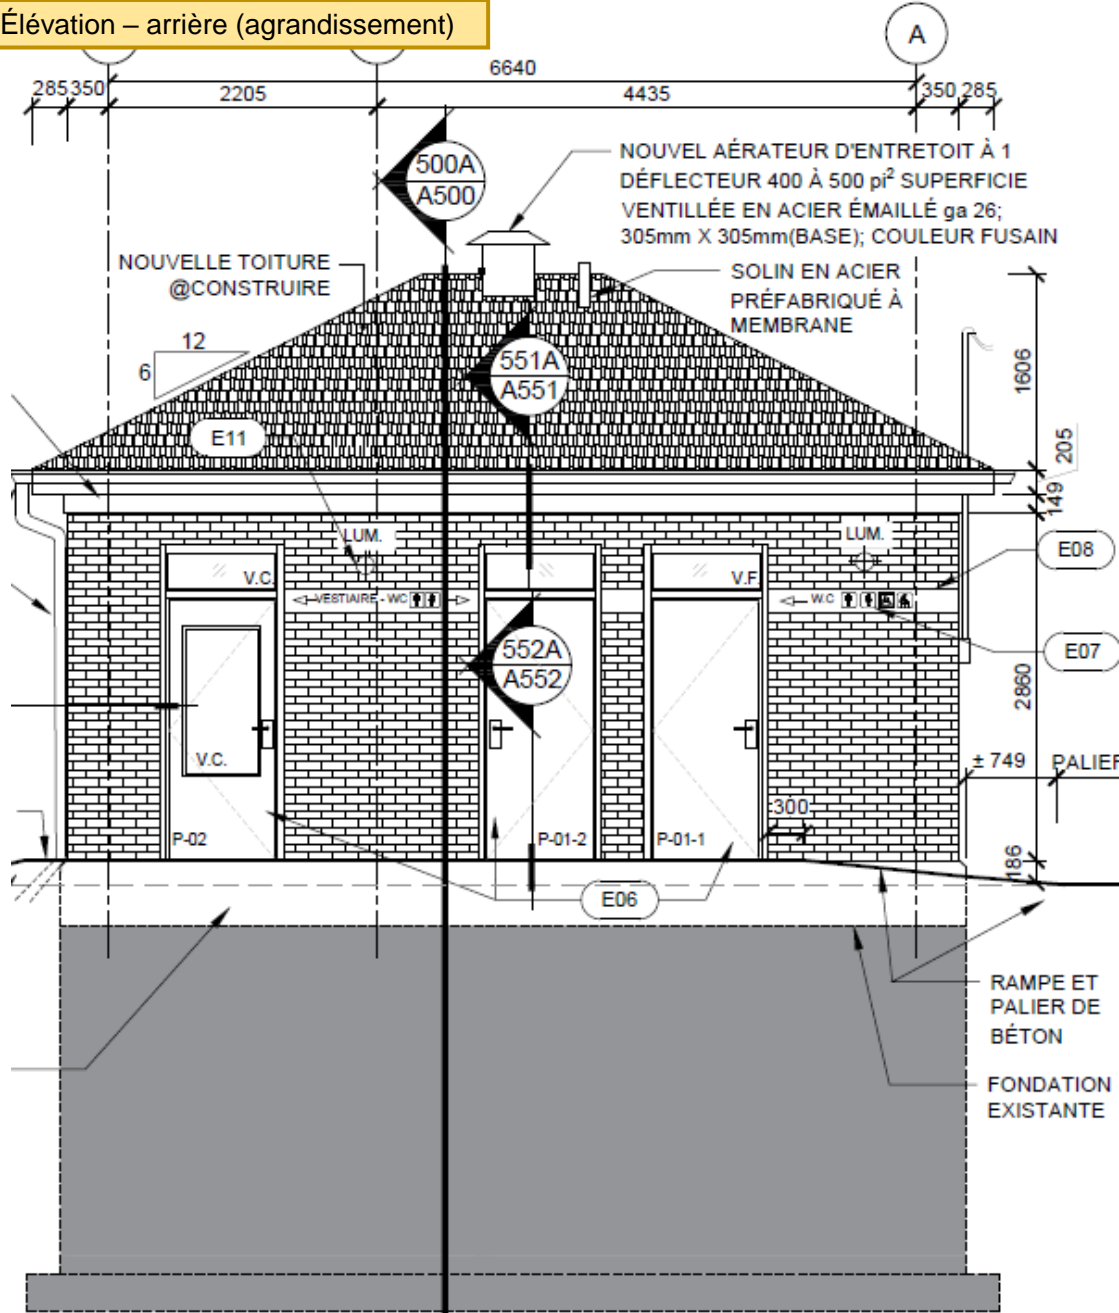 Élévation – arrière (agrandissement)
A
6640
285 350
2205
4435
350 285
500A
A500
NOUVEL AÉRATEUR D'ENTRETOIT À 1
DÉFLECTEUR 400 À 500 pi² SUPERFICIE
VENTILLÉE EN ACIER ÉMAILLÉ ga 26;
305mm X 305mm(BASE); COULEUR FUSAIN
NOUVELLE TOITURE
@CONSTRUIRE
SOLIN EN ACIER
PRÉFABRIQUÉ À
MEMBRANE
12
6
551A
A551
1606
E11
205
149
LUM.
LUM.
E08
V.C.
V.F.
VESTIAIRE - WC
W.C
552A
A552
E07
2860
V.C.
± 749
PALIER
300
P-02
P-01-2
P-01-1
186
E06
RAMPE ET
PALIER DE
BÉTON
FONDATION
EXISTANTE